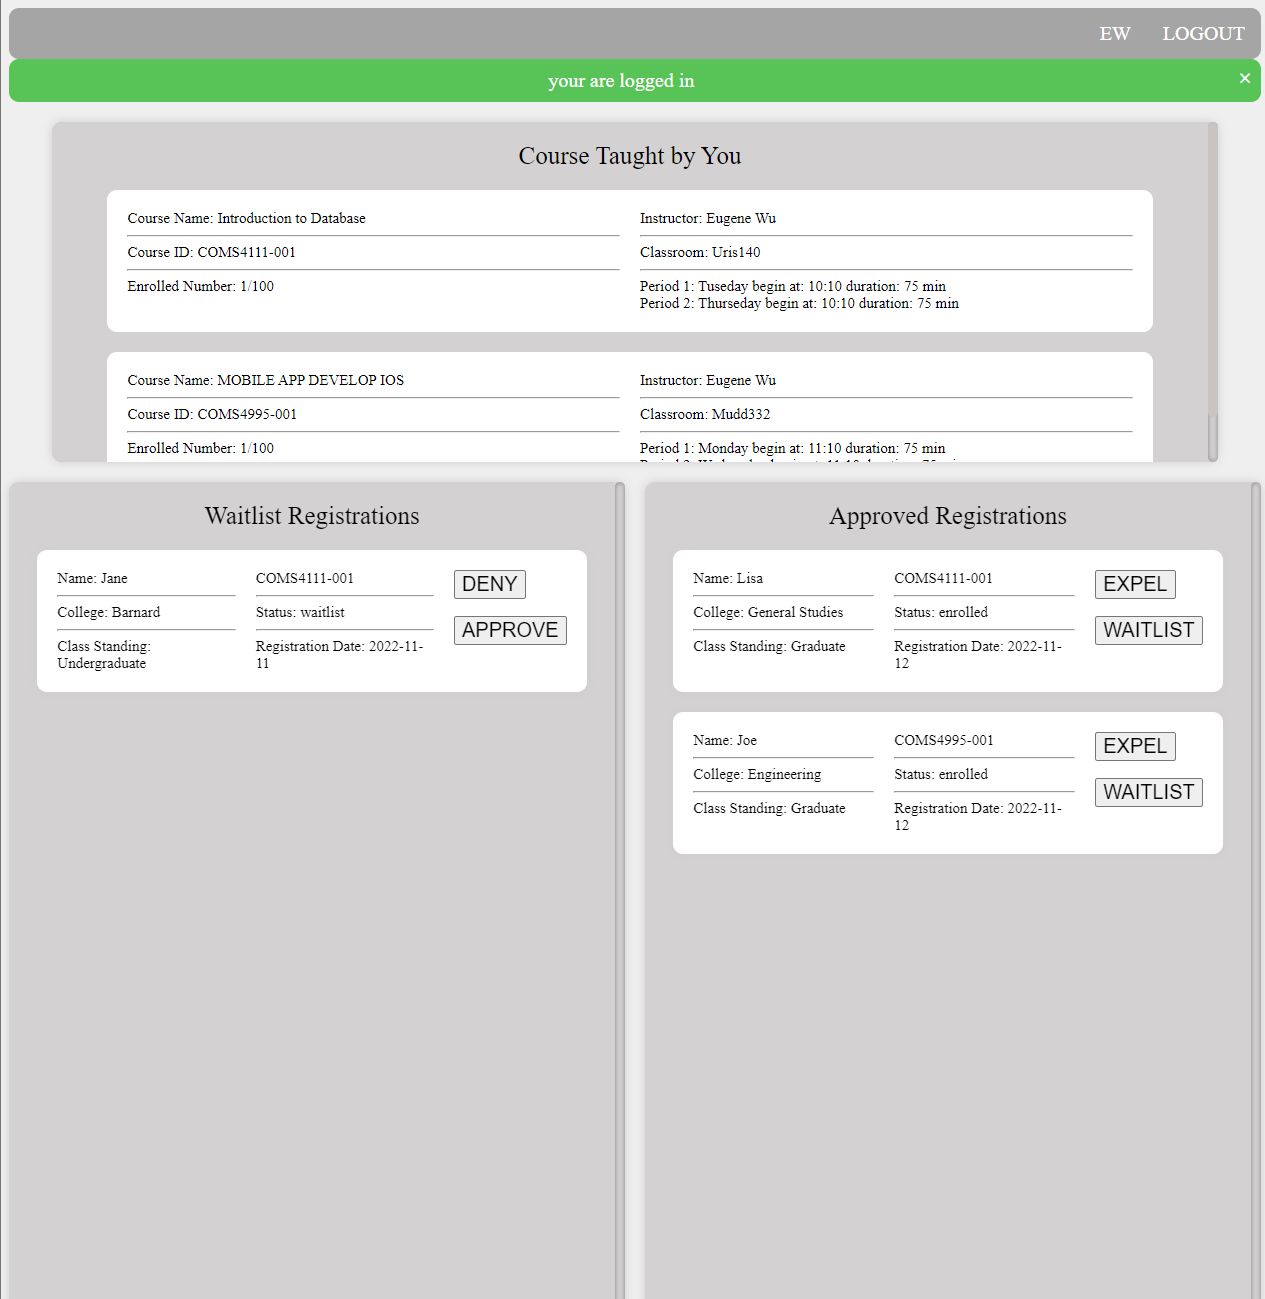 EW LOGOUT
your are logged in ×
Course Taught by You
Course Name: Introduction to Database
Course ID: COMS4111-001
Enrolled Number: 1/100
Instructor: Eugene Wu
Classroom: Uris140
Period 1: Tuseday begin at: 10:10 duration: 75 min
Period 2: Thurseday begin at: 10:10 duration: 75 min
Course Name: MOBILE APP DEVELOP IOS
Course ID: COMS4995-001
Enrolled Number: 1/100
Instructor: Eugene Wu
Classroom: Mudd332
Period 1: Monday begin at: 11:10 duration: 75 min
Waitlist Registrations
Name: Jane
College: Barnard
Class Standing:
Undergraduate
COMS4111-001
Status: waitlist
Registration Date: 2022-11-
11
DENY
APPROVE
Approved Registrations
Name: Lisa
College: General Studies
Class Standing: Graduate
COMS4111-001
Status: enrolled
Registration Date: 2022-11-
12
EXPEL
WAITLIST
Name: Joe
College: Engineering
Class Standing: Graduate
COMS4995-001
Status: enrolled
Registration Date: 2022-11-
12
EXPEL
WAITLIST